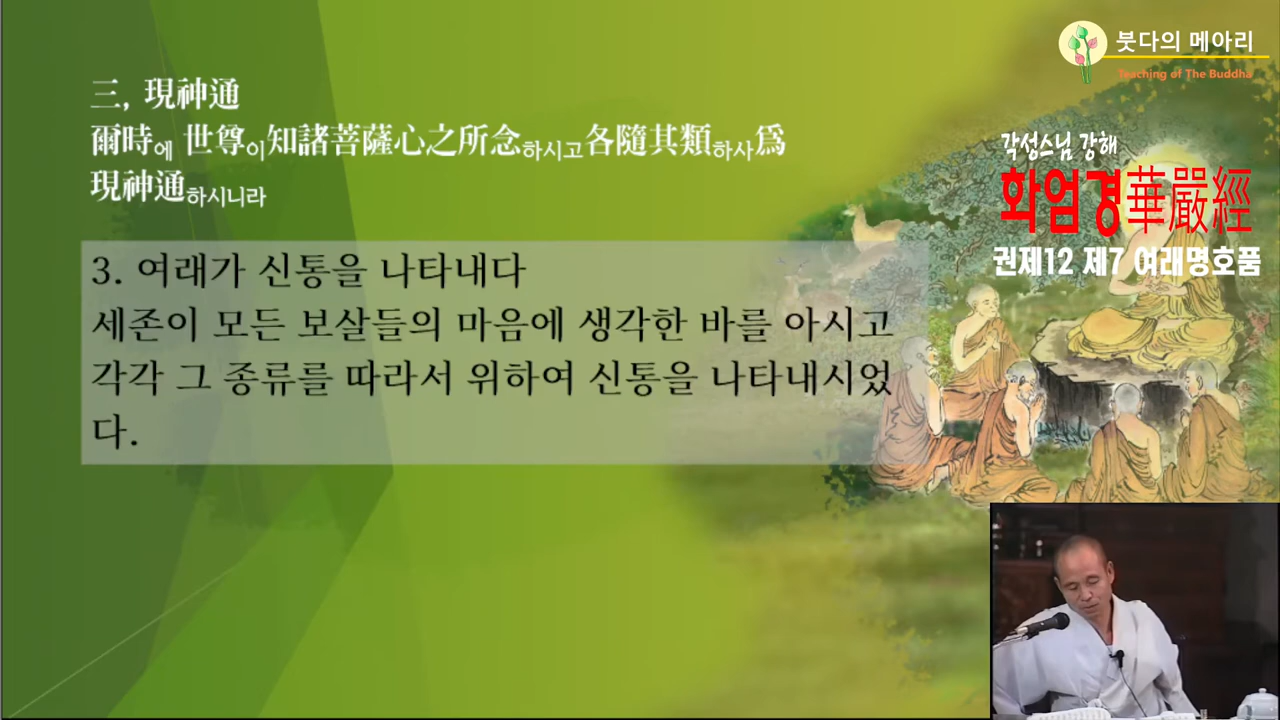 三, 現神通
爾時에 世尊이知諸菩薩心之所念하시고各隨其類하사爲
現神通하시니라
3. 여래가 신통을 나타내다
세존이 모든 보살들의 마음에 생각한 바를 아시고
각각 그 종류를 따라서 위하여 신통을 나타내시었
다.
붓다의 메아리
Teaching of The Buddha
각성스님 강해
화엄경華嚴經
권제12 제7 여래명호품